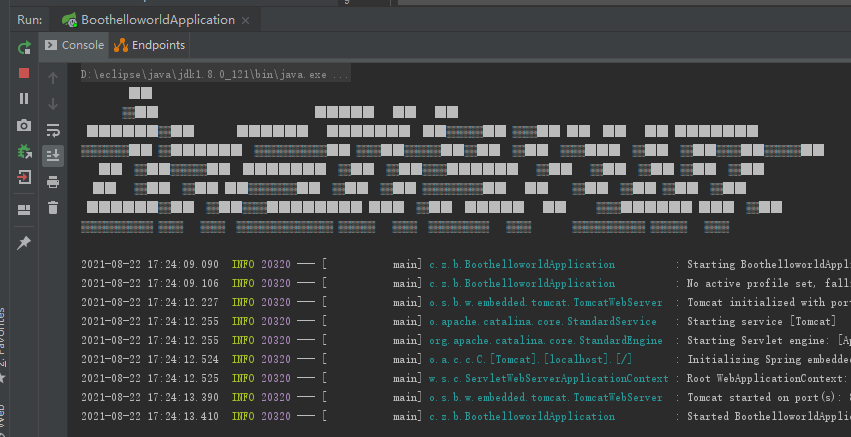 Run: BoothelloworldApplication ×
Console Endpoints
D:\eclipse\java\jdk1.8.0_121\bin\java.exe ...
2021-08-22 17:24:09.090 INFO 20320 --- [ main] c.z.b.BoothelloworldApplication : Starting BoothelloworldAppl
2021-08-22 17:24:09.106 INFO 20320 --- [ main] c.z.b.BoothelloworldApplication : No active profile set, fall
2021-08-22 17:24:12.227 INFO 20320 --- [ main] o.s.b.w.embedded.tomcat.TomcatWebServer : Tomcat initialized with port
2021-08-22 17:24:12.255 INFO 20320 --- [ main] o.apache.catalina.core.StandardService : Starting service [Tomcat]
2021-08-22 17:24:12.255 INFO 20320 --- [ main] org.apache.catalina.core.StandardEngine : Starting Servlet engine: [Ap
2021-08-22 17:24:12.524 INFO 20320 --- [ main] o.a.c.c.C.[Tomcat].[localhost].[/] : Initializing Spring embedde
2021-08-22 17:24:12.525 INFO 20320 --- [ main] w.s.c.ServletWebServerApplicationContext : Root WebApplicationContext:
2021-08-22 17:24:13.390 INFO 20320 --- [ main] o.s.b.w.embedded.tomcat.TomcatWebServer : Tomcat started on port(s): 8
2021-08-22 17:24:13.410 INFO 20320 --- [ main] c.z.b.BoothelloworldApplication : Started BoothelloworldApplic
2: Favorites
Web